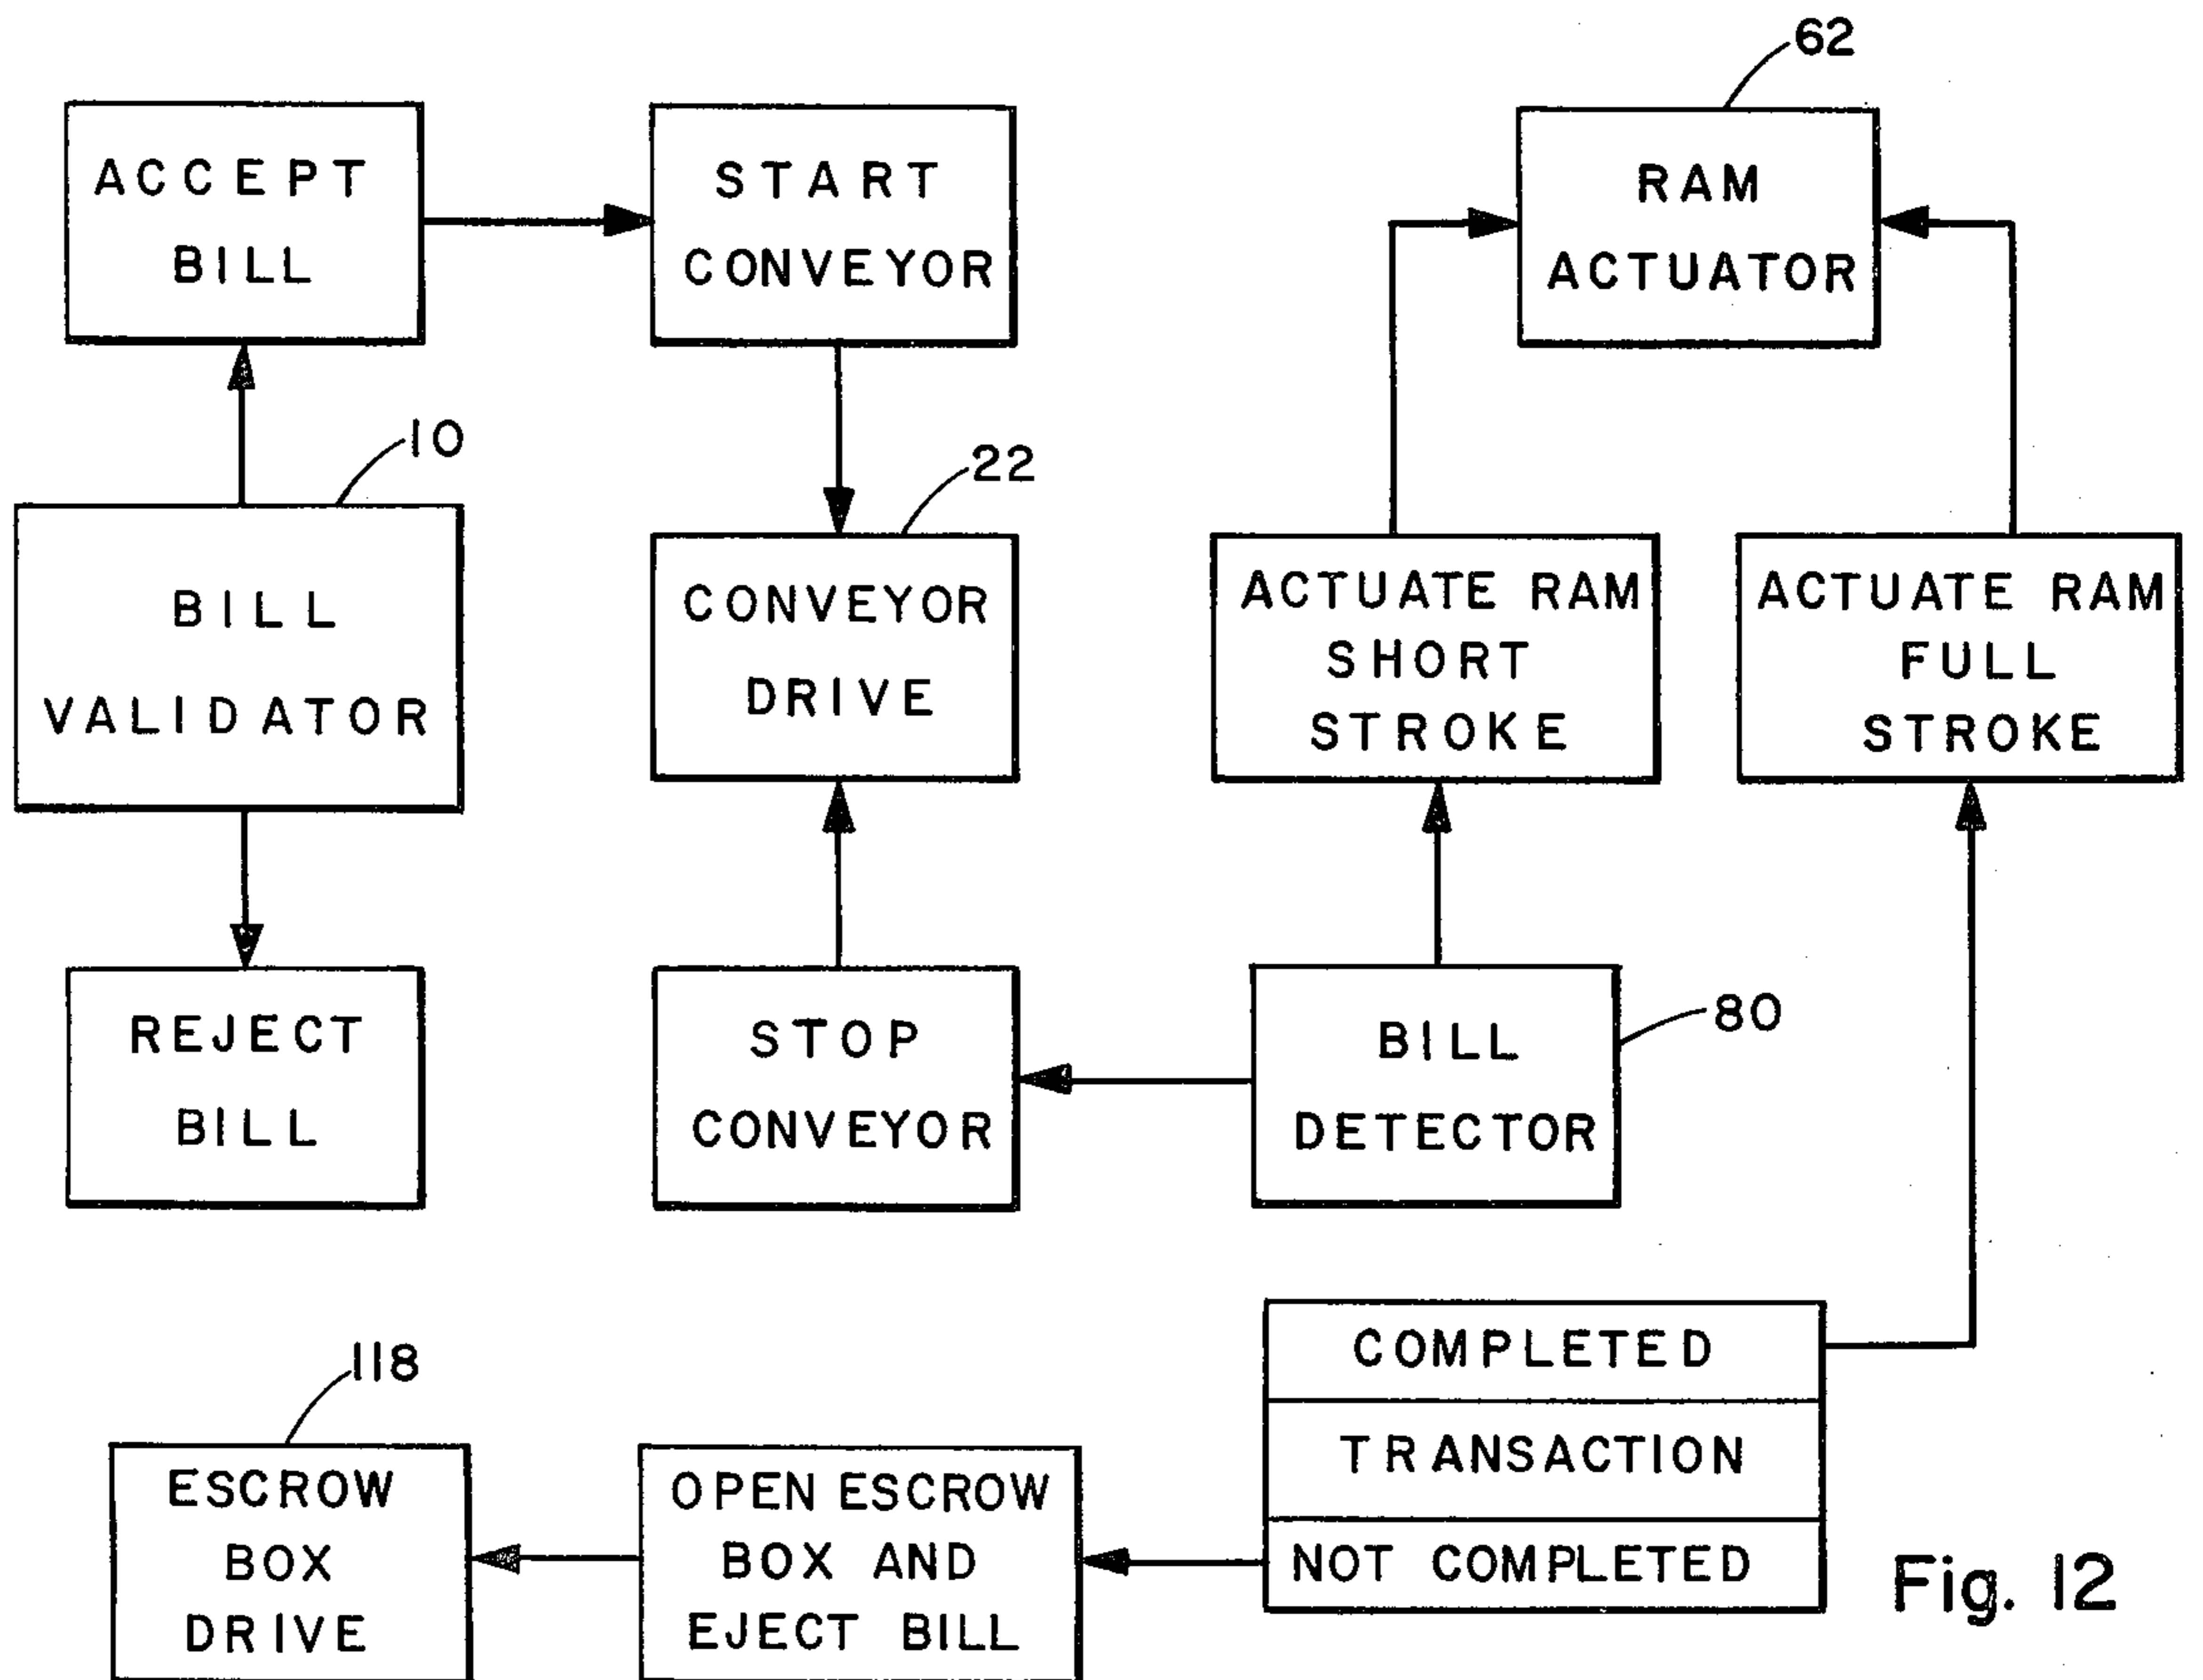 62
ACCEPT
BILL
START
CONVEYOR
RAM
ACTUATOR
10
22
BILL
VALIDATOR
CONVEYOR
DRIVE
ACTUATE RAM
SHORT
STROKE
ACTUATE RAM
FULL
STROKE
REJECT
BILL
STOP
CONVEYOR
BILL
DETECTOR
80
118
COMPLETED
TRANSACTION
NOT COMPLETED
ESCROW
BOX
DRIVE
OPEN ESCROW
BOX AND
EJECT BILL
Fig. 12